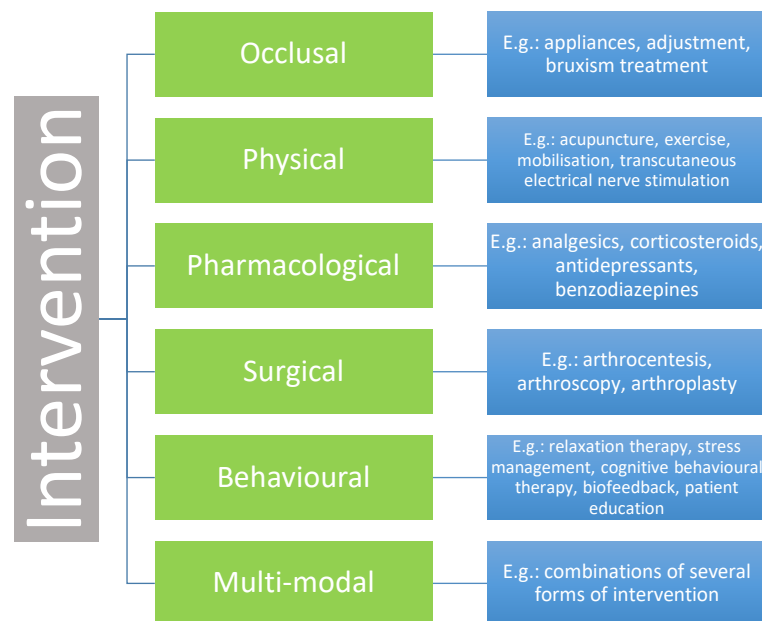 Intervention
Occlusal
E.g.: appliances, adjustment,
bruxism treatment
Physical
E.g.: acupuncture, exercise,
mobilisation, transcutaneous
electrical nerve stimulation
Pharmacological
E.g.: analgesics, corticosteroids,
antidepressants,
benzodiazepines
Surgical
E.g.: arthrocentesis,
arthroscopy, arthroplasty
Behavioural
E.g.: relaxation therapy, stress
management, cognitive behavioural
therapy, biofeedback, patient
education
Multi-modal
E.g.: combinations of several
forms of intervention